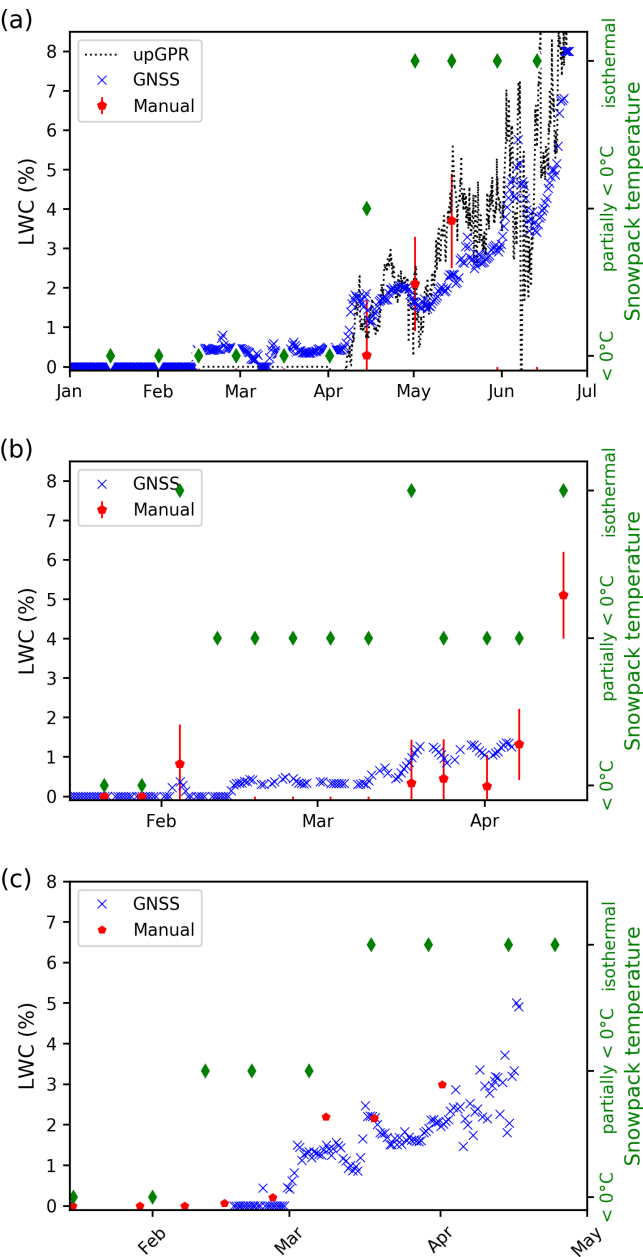 (a)
upGPR
GNSS
Manual
LWC (%)
8
7
6
5
4
3
2
1
0
Jan Feb Mar Apr May Jun Jul
isothermal
partially < 0°C
< 0°C
Snowpack temperature
(b)
GNSS
Manual
LWC (%)
8
7
6
5
4
3
2
1
0
Feb Mar Apr
isothermal
partially < 0°C
< 0°C
Snowpack temperature
(c)
GNSS
Manual
LWC (%)
8
7
6
5
4
3
2
1
0
Feb Mar Apr May
isothermal
partially < 0°C
< 0°C
Snowpack temperature